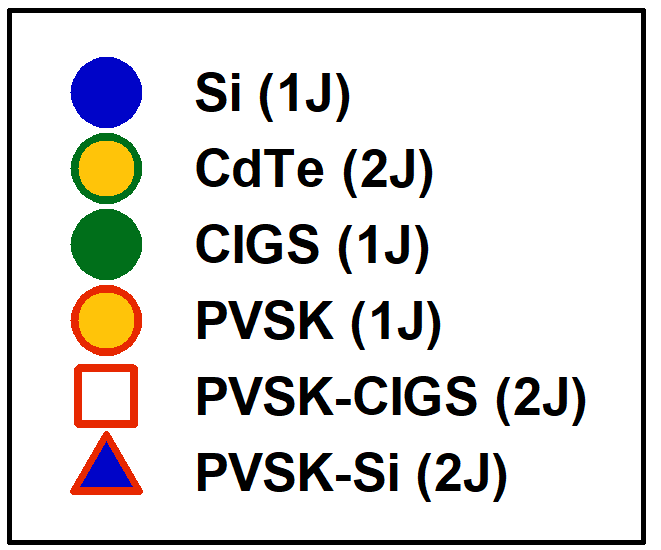 Si (1J)
CdTe (2J)
CIGS (1J)
PVSK (1J)
PVSK-CIGS (2J)
PVSK-Si (2J)